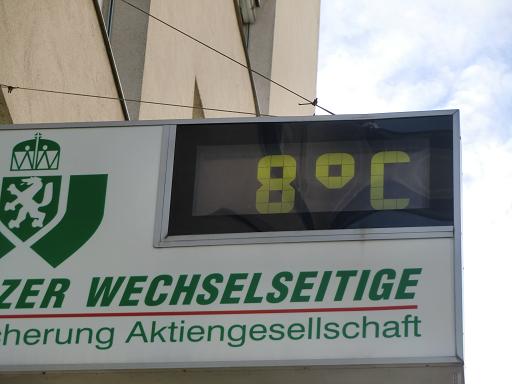 8°C
ZER WECHSELSEITIGE
cherung Aktiengesellschaft